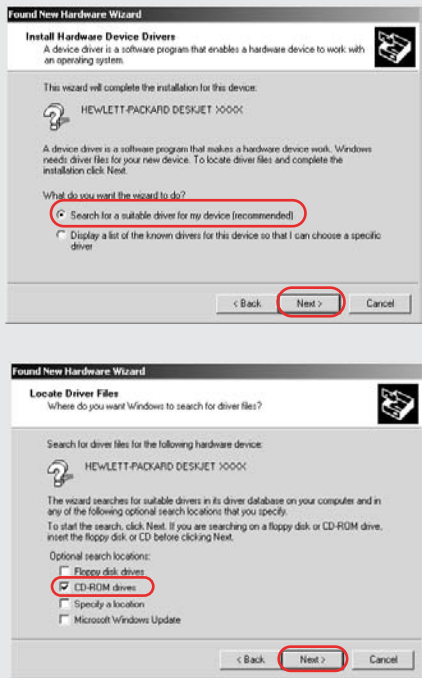 Found New Hardware Wizard
Install Hardware Device Drivers
A device driver is a software program that enables a hardware device to work with
an operating system.
This wizard will complete the installation for this device:
HEWLETT-PACKARD DESKJET XXXX
A device driver is a software program that makes a hardware device work. Windows
needs driver files for your new device. To locate driver files and complete the
installation click Next.
What do you want the wizard to do?
Search for a suitable driver for my device (recommended)
Display a list of the known drivers for this device so that I can choose a specific
driver
< Back
Next >
Cancel
Found New Hardware Wizard
Locate Driver Files
Where do you want Windows to search for driver files?
Search for driver files for the following hardware device:
HEWLETT-PACKARD DESKJET XXXX
The wizard searches for suitable drivers in its driver database on your computer and in
any of the following optional search locations that you specify.
To start the search, click Next. If you are searching on a floppy disk or CD-ROM drive,
insert the floppy disk or CD before clicking Next.
Optional search locations:
Floppy disk drives
CD-ROM drives
Specify a location
Microsoft Windows Update
< Back
Next >
Cancel